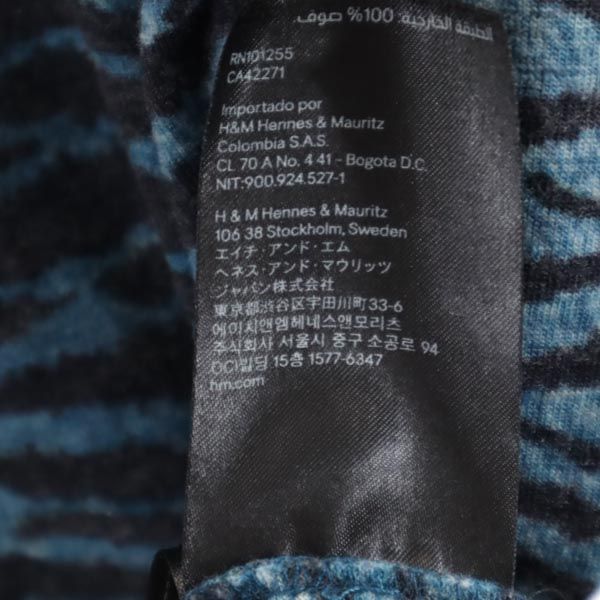 الطبقة الخارجية: 100% صوف.
RN101255
CA42271
Importado por
H&M Hennes & Mauritz
Colombia S.A.S.
CL 70 A No. 4 41 - Bogota D.C.
NIT:900.924.527-1
H & M Hennes & Mauritz
106 38 Stockholm, Sweden
エイチ・アンド・エム
ヘネス・アンド・マウリッツ
ジャパン株式会社
東京都渋谷区宇田川町33-6
에이치앤엠헤네스앤모리츠
주식회사 서울시 중구 소공로 94
OCI빌딩 15층 1577-6347
hm.com